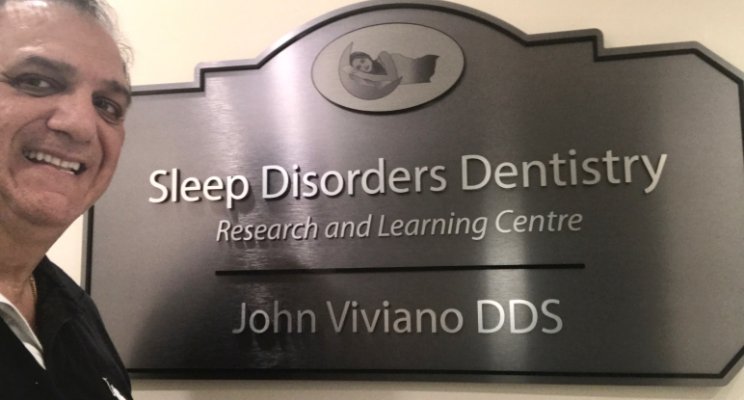 Sleep Disorders Dentistry
Research and Learning Centre
John Viviano DDS